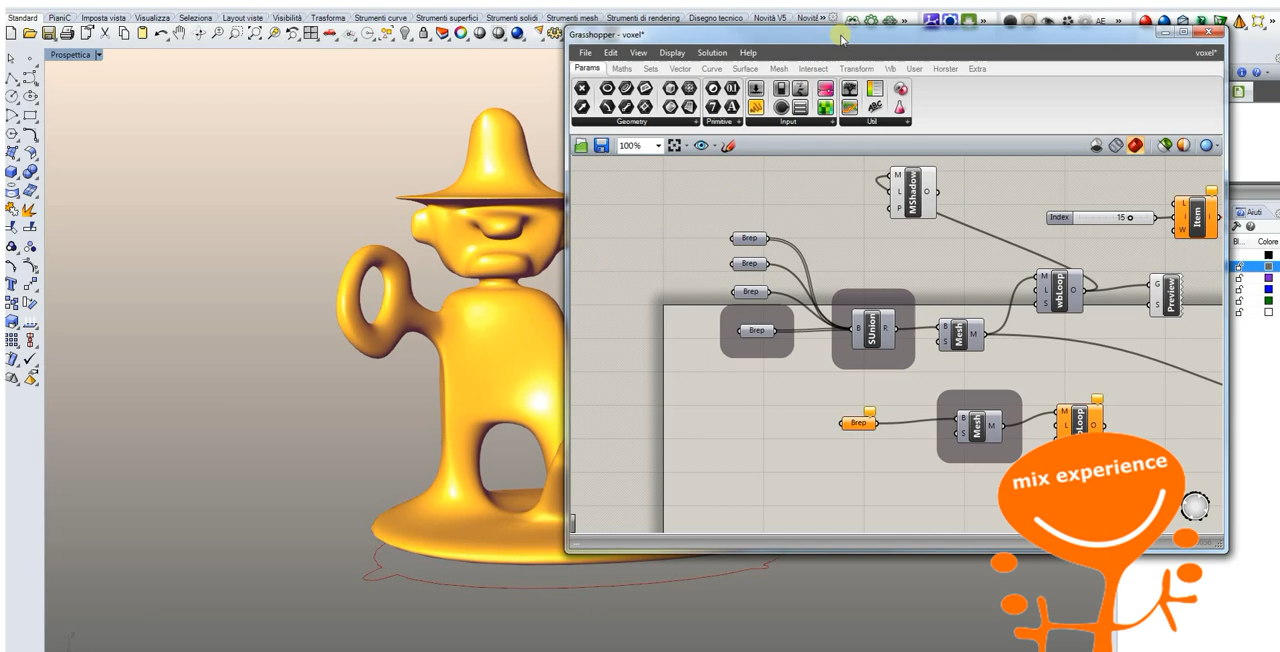 Standard PianiC Imposta vista Visualizza Seleziona Layout viste Visibilità Trasforma Strumenti curve Strumenti superfici Strumenti solidi Strumenti mesh Strumenti di rendering Disegno tecnico Novità V5 Novità »
Prospettica
Grasshopper - voxel*
File Edit View Display Solution Help voxel*
Params Maths Sets Vector Curve Surface Mesh Intersect Transform Wb User Horster Extra
Geometry Primitive Input Util
100%
M MShadow
L O
P
Index 15
L Item
i i
W
Brep
Brep
Brep
Brep
B SUnion R
B Mesh M
S
M wbLoop
L O
S
G Preview
S
Brep
B Mesh M
S
M
L O
Aiuti
Bl... Colore
AE
mix experience